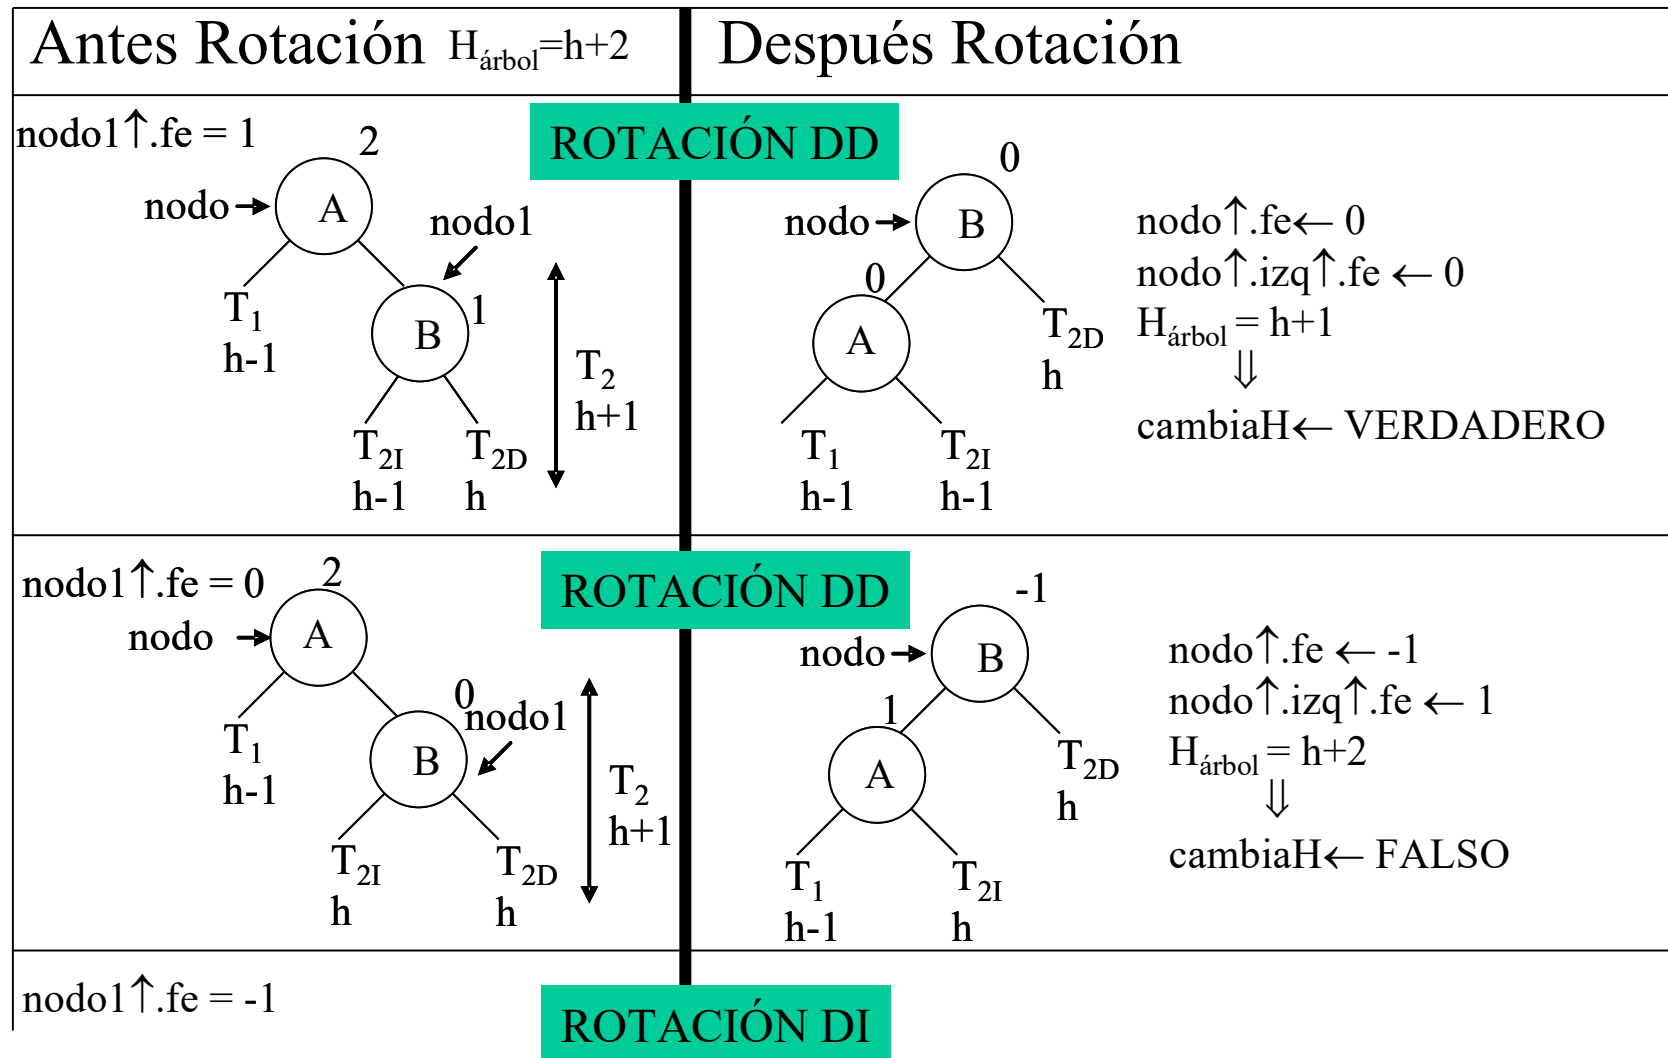 Antes Rotación H_árbol=h+2
Después Rotación
nodo1↑.fe = 1
ROTACIÓN DD
2
nodo→ A
nodo1
B 1
T1
h-1
T2
h+1
T2I T2D
h-1 h
0
nodo→ B
0
A
T2D
h
T1 T2I
h-1 h-1
nodo↑.fe← 0
nodo↑.izq↑.fe ← 0
H_árbol = h+1
⇓
cambiaH← VERDADERO
nodo1↑.fe = 0
ROTACIÓN DD
2
nodo → A
0
nodo1
B
T1
h-1
T2
h+1
T2I T2D
h h
-1
nodo→ B
1
A
T2D
h
T1 T2I
h-1 h
nodo↑.fe ← -1
nodo↑.izq↑.fe ← 1
H_árbol = h+2
⇓
cambiaH← FALSO
nodo1↑.fe = -1
ROTACIÓN DI